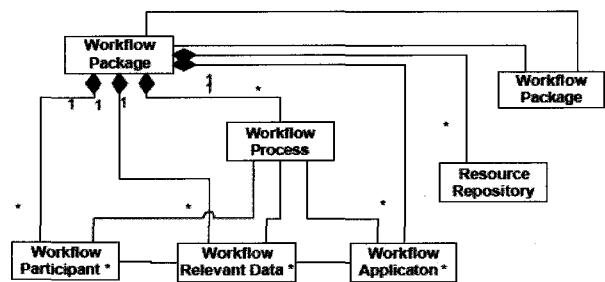 Workflow
Package
Workflow
Package
1
1
1
1
*
Workflow
Process
*
Resource
Repository
*
*
*
Workflow
Participant *
Workflow
Relevant Data *
Workflow
Applicaton *